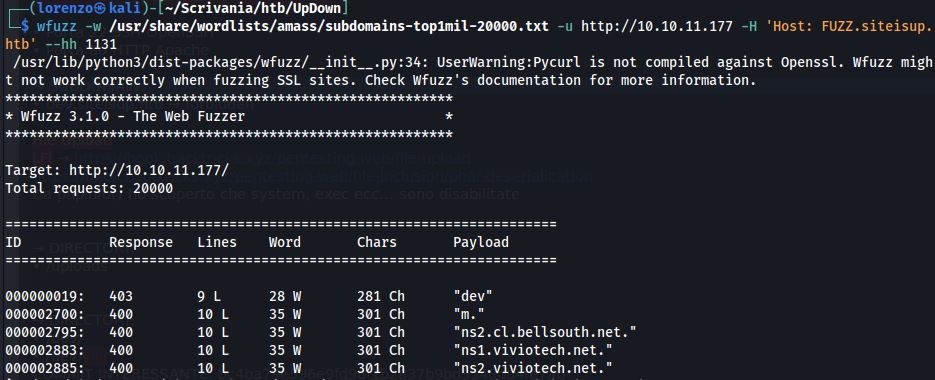 ┌──(lorenzo㉿kali)-[~/Scrivania/htb/UpDown]
└─$ wfuzz -w /usr/share/wordlists/amass/subdomains-top1mil-20000.txt -u http://10.10.11.177 -H 'Host: FUZZ.siteisup.
htb' --hh 1131
 /usr/lib/python3/dist-packages/wfuzz/__init__.py:34: UserWarning:Pycurl is not compiled against Openssl. Wfuzz migh
t not work correctly when fuzzing SSL sites. Check Wfuzz's documentation for more information.
********************************************************
* Wfuzz 3.1.0 - The Web Fuzzer                         *
********************************************************
Target: http://10.10.11.177/
Total requests: 20000
sono disabilitate
=====================================================================
ID           Response   Lines    Word       Chars       Payload
=====================================================================
000000019:   403        9 L      28 W       281 Ch      "dev"
000002700:   400        10 L     35 W       301 Ch      "m."
000002795:   400        10 L     35 W       301 Ch      "ns2.cl.bellsouth.net."
000002883:   400        10 L     35 W       301 Ch      "ns1.viviotech.net."
000002885:   400        10 L     35 W       301 Ch      "ns2.viviotech.net."